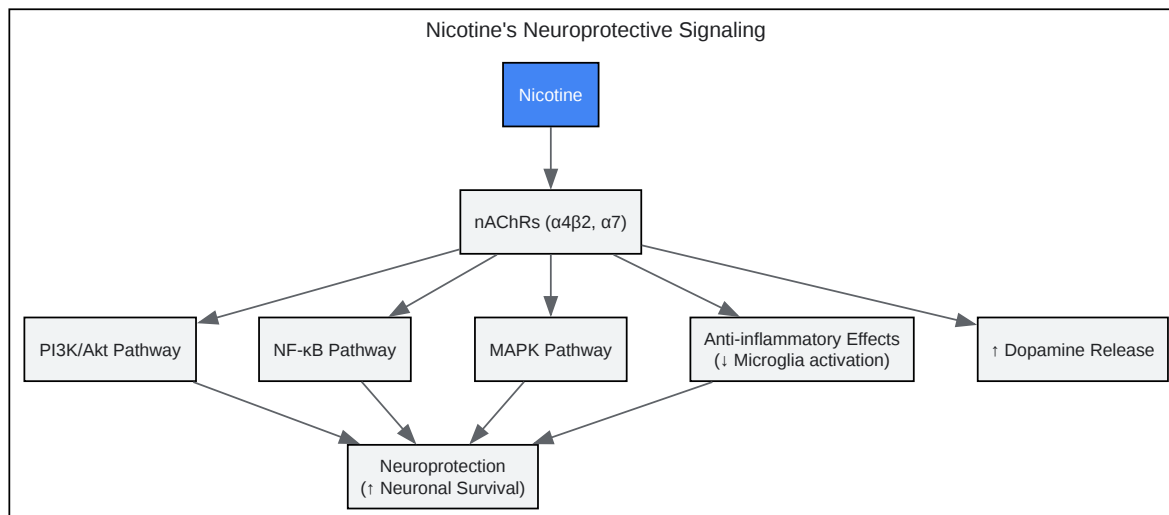 Nicotine's Neuroprotective Signaling
Nicotine
nAChRs (α4β2, α7)
PI3K/Akt Pathway
NF-κB Pathway
MAPK Pathway
Anti-inflammatory Effects
(↓ Microglia activation)
↑ Dopamine Release
Neuroprotection
(↑ Neuronal Survival)